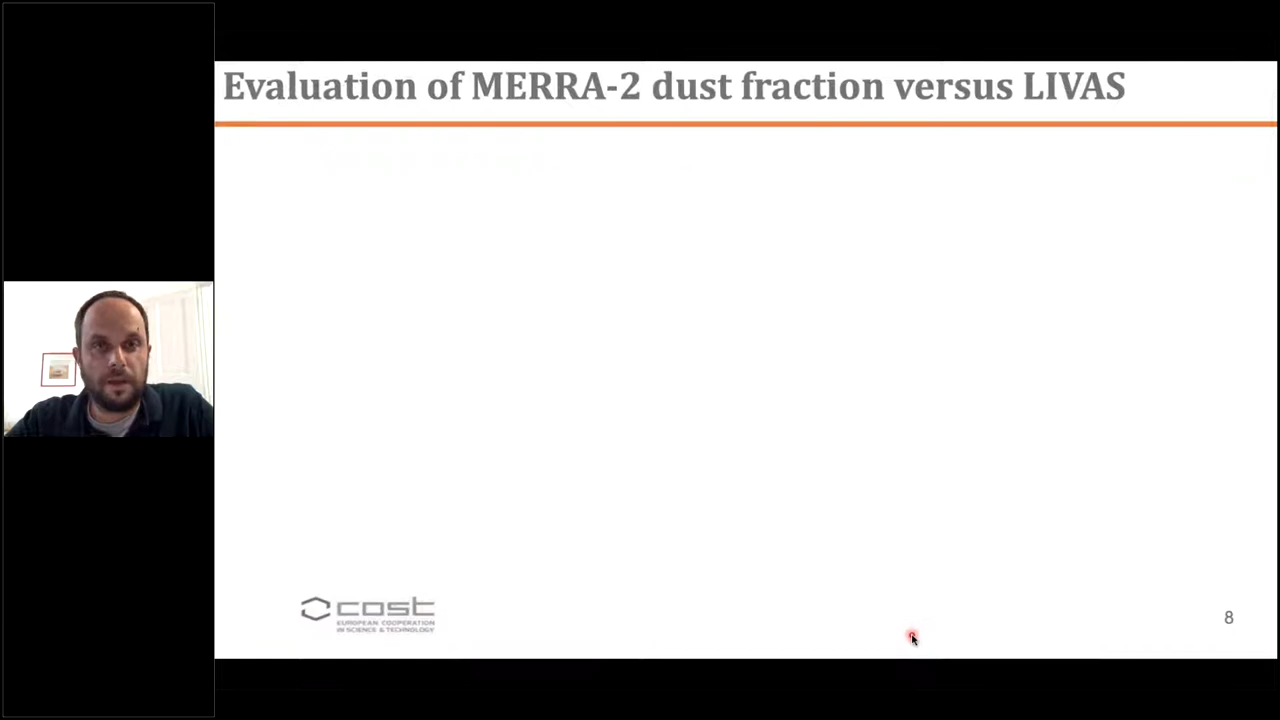 Evaluation of MERRA-2 dust fraction versus LIVAS
cost
EUROPEAN COOPERATION
IN SCIENCE & TECHNOLOGY
8